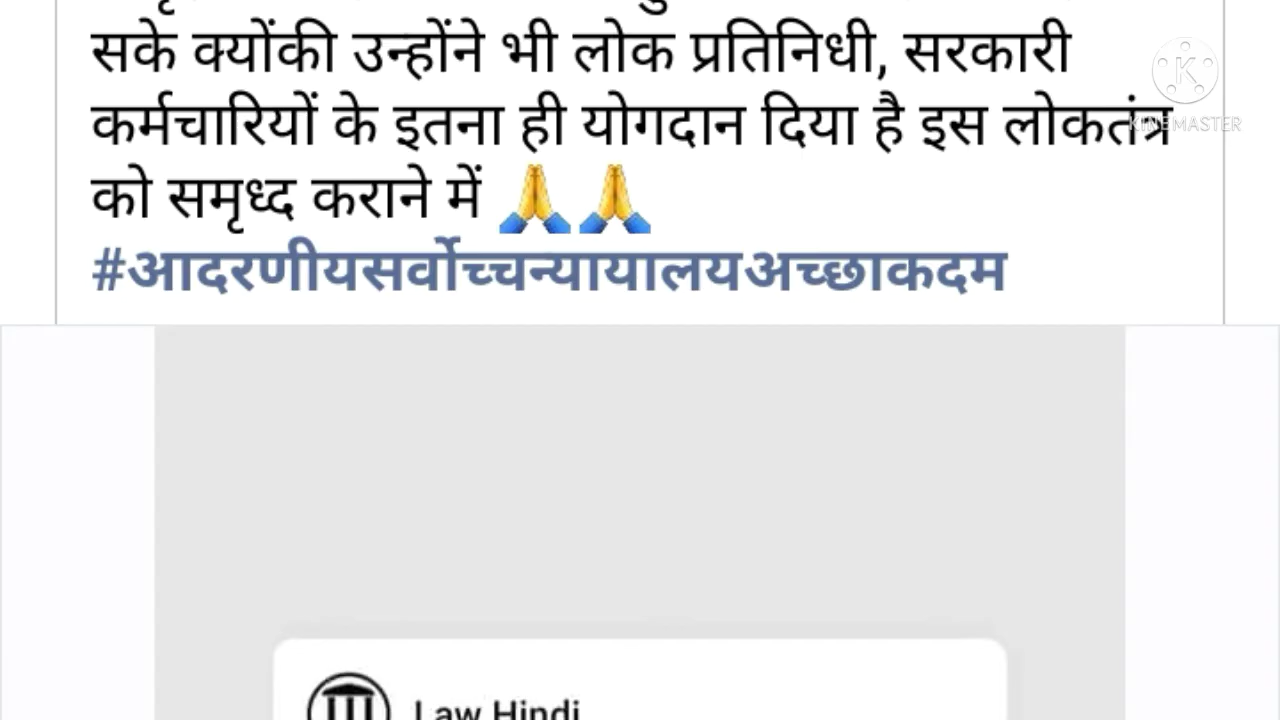 सके क्योंकी उन्होंने भी लोक प्रतिनिधी, सरकारी
कर्मचारियों के इतना ही योगदान दिया है इस लोकतंत्र
को समृध्द कराने में 🙏🙏
#आदरणीयसर्वोच्चन्यायालयअच्छाकदम
KINEMASTER
Law Hindi